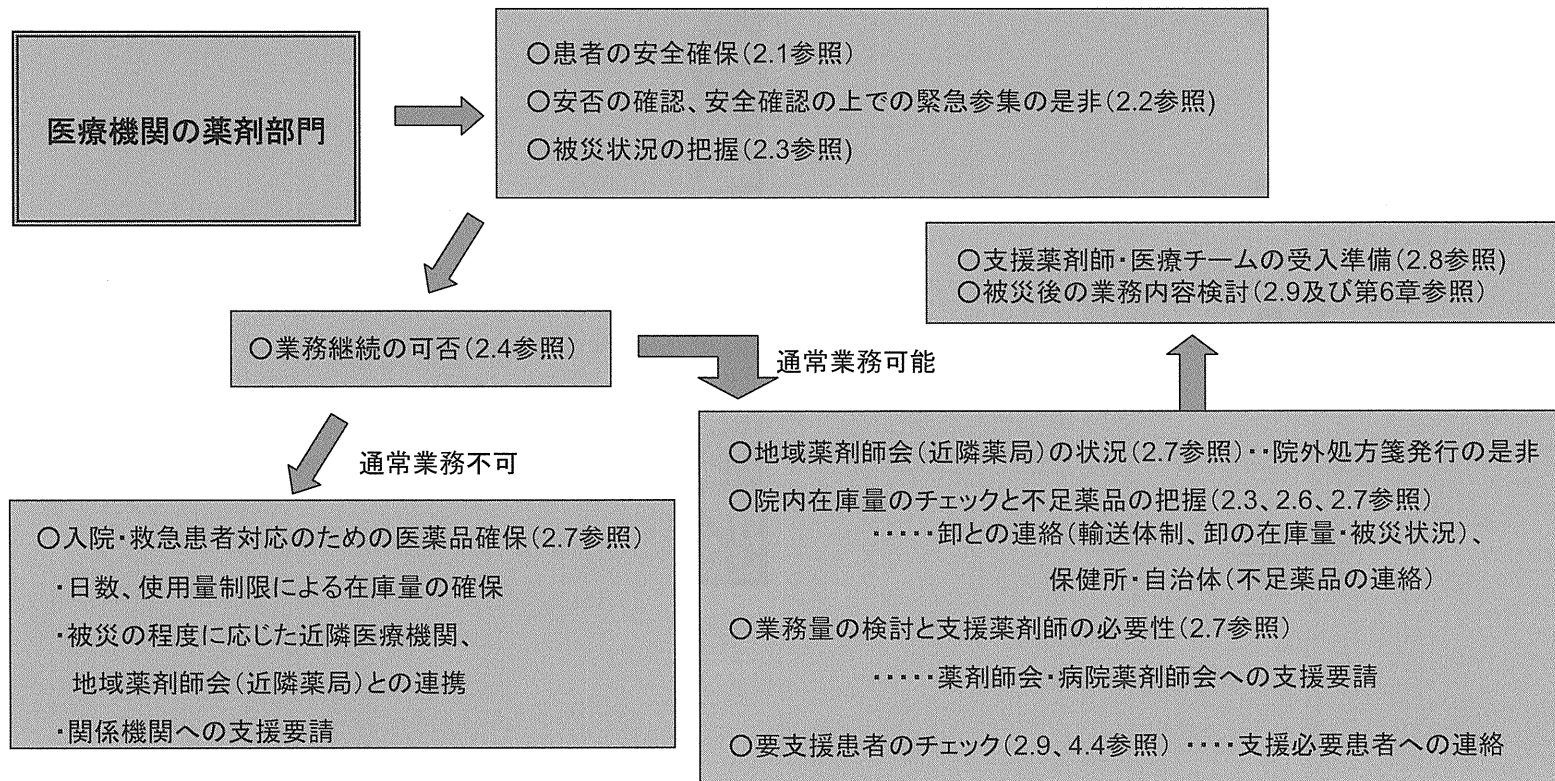 医療機関の薬剤部門
○患者の安全確保(2.1参照)
○安否の確認、安全確認の上での緊急参集の是非(2.2参照)
○被災状況の把握(2.3参照)
○業務継続の可否(2.4参照)
通常業務不可
○入院・救急患者対応のための医薬品確保(2.7参照)
・日数、使用量制限による在庫量の確保
・被災の程度に応じた近隣医療機関、
地域薬剤師会(近隣薬局)との連携
・関係機関への支援要請
通常業務可能
○地域薬剤師会(近隣薬局)の状況(2.7参照)・・院外処方箋発行の是非
○院内在庫量のチェックと不足薬品の把握(2.3、2.6、2.7参照)
・・・・・卸との連絡(輸送体制、卸の在庫量・被災状況)、
保健所・自治体(不足薬品の連絡)
○業務量の検討と支援薬剤師の必要性(2.7参照)
・・・・・薬剤師会・病院薬剤師会への支援要請
○要支援患者のチェック(2.9、4.4参照) ・・・・支援必要患者への連絡
○支援薬剤師・医療チームの受入準備(2.8参照)
○被災後の業務内容検討(2.9及び第6章参照)